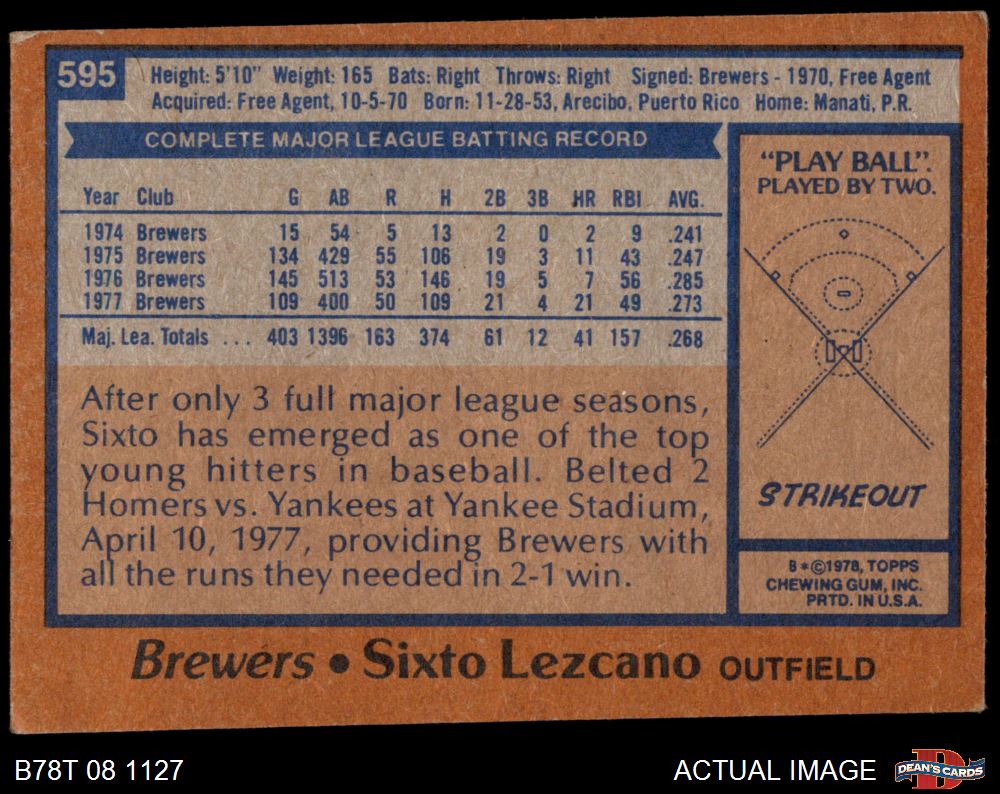 595
Height: 5'10" Weight: 165 Bats: Right Throws: Right Signed: Brewers - 1970, Free Agent
Acquired: Free Agent, 10-5-70 Born: 11-28-53, Arecibo, Puerto Rico Home: Manati, P.R.
COMPLETE MAJOR LEAGUE BATTING RECORD
Year Club G AB R H 2B 3B HR RBI AVG.
1974 Brewers 15 54 5 13 2 0 2 9 .241
1975 Brewers 134 429 55 106 19 3 11 43 .247
1976 Brewers 145 513 53 146 19 5 7 56 .285
1977 Brewers 109 400 50 109 21 4 21 49 .273
Maj. Lea. Totals ... 403 1396 163 374 61 12 41 157 .268
After only 3 full major league seasons,
Sixto has emerged as one of the top
young hitters in baseball. Belted 2
Homers vs. Yankees at Yankee Stadium,
April 10, 1977, providing Brewers with
all the runs they needed in 2-1 win.
"PLAY BALL".
PLAYED BY TWO.
STRIKEOUT
B*©1978, TOPPS
CHEWING GUM, INC.
PRTD. IN U.S.A.
Brewers • Sixto Lezcano OUTFIELD
B78T 08 1127
ACTUAL IMAGE
DEAN'S CARDS